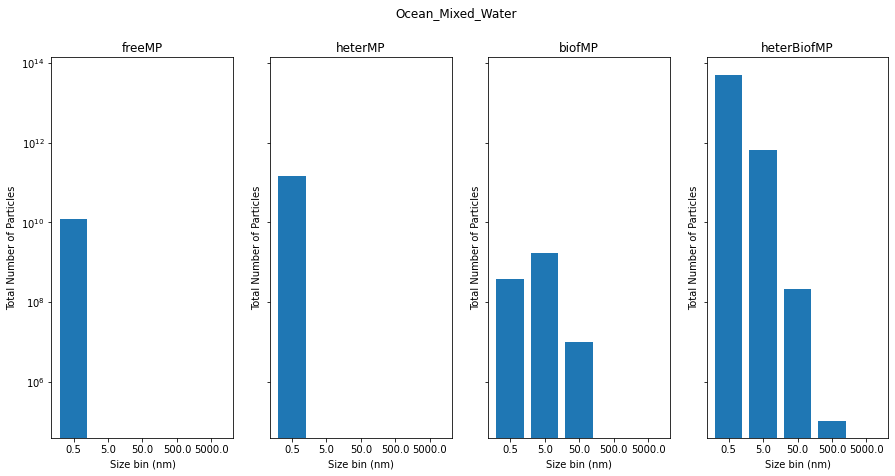 Ocean_Mixed_Water
freeMP
heterMP
biofMP
heterBiofMP
Total Number of Particles
10^14
10^12
10^10
10^8
10^6
0.5 5.0 50.0 500.0 5000.0
Size bin (nm)
Total Number of Particles
0.5 5.0 50.0 500.0 5000.0
Size bin (nm)
Total Number of Particles
0.5 5.0 50.0 500.0 5000.0
Size bin (nm)
Total Number of Particles
0.5 5.0 50.0 500.0 5000.0
Size bin (nm)